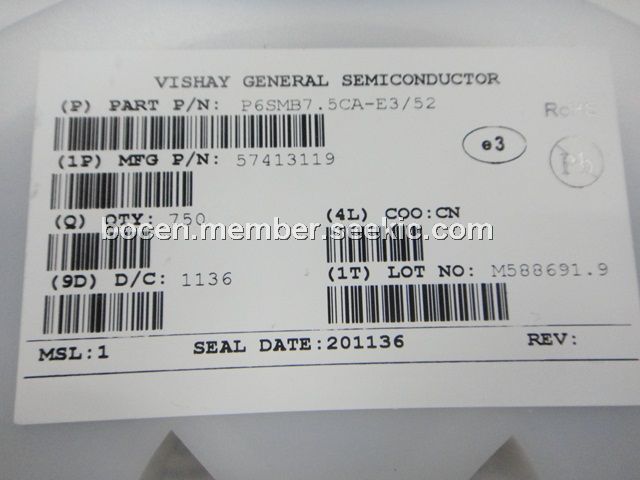 VISHAY GENERAL SEMICONDUCTOR
(P) PART P/N: P6SMB7.5CA-E3/52
RoHS
(1P) MFG P/N: 57413119
e3
Pb
(Q) QTY: 750
(4L) COO:CN
bocen.member.seekic.com
(9D) D/C: 1136
(1T) LOT NO: M588691.9
MSL:1 SEAL DATE:201136 REV: